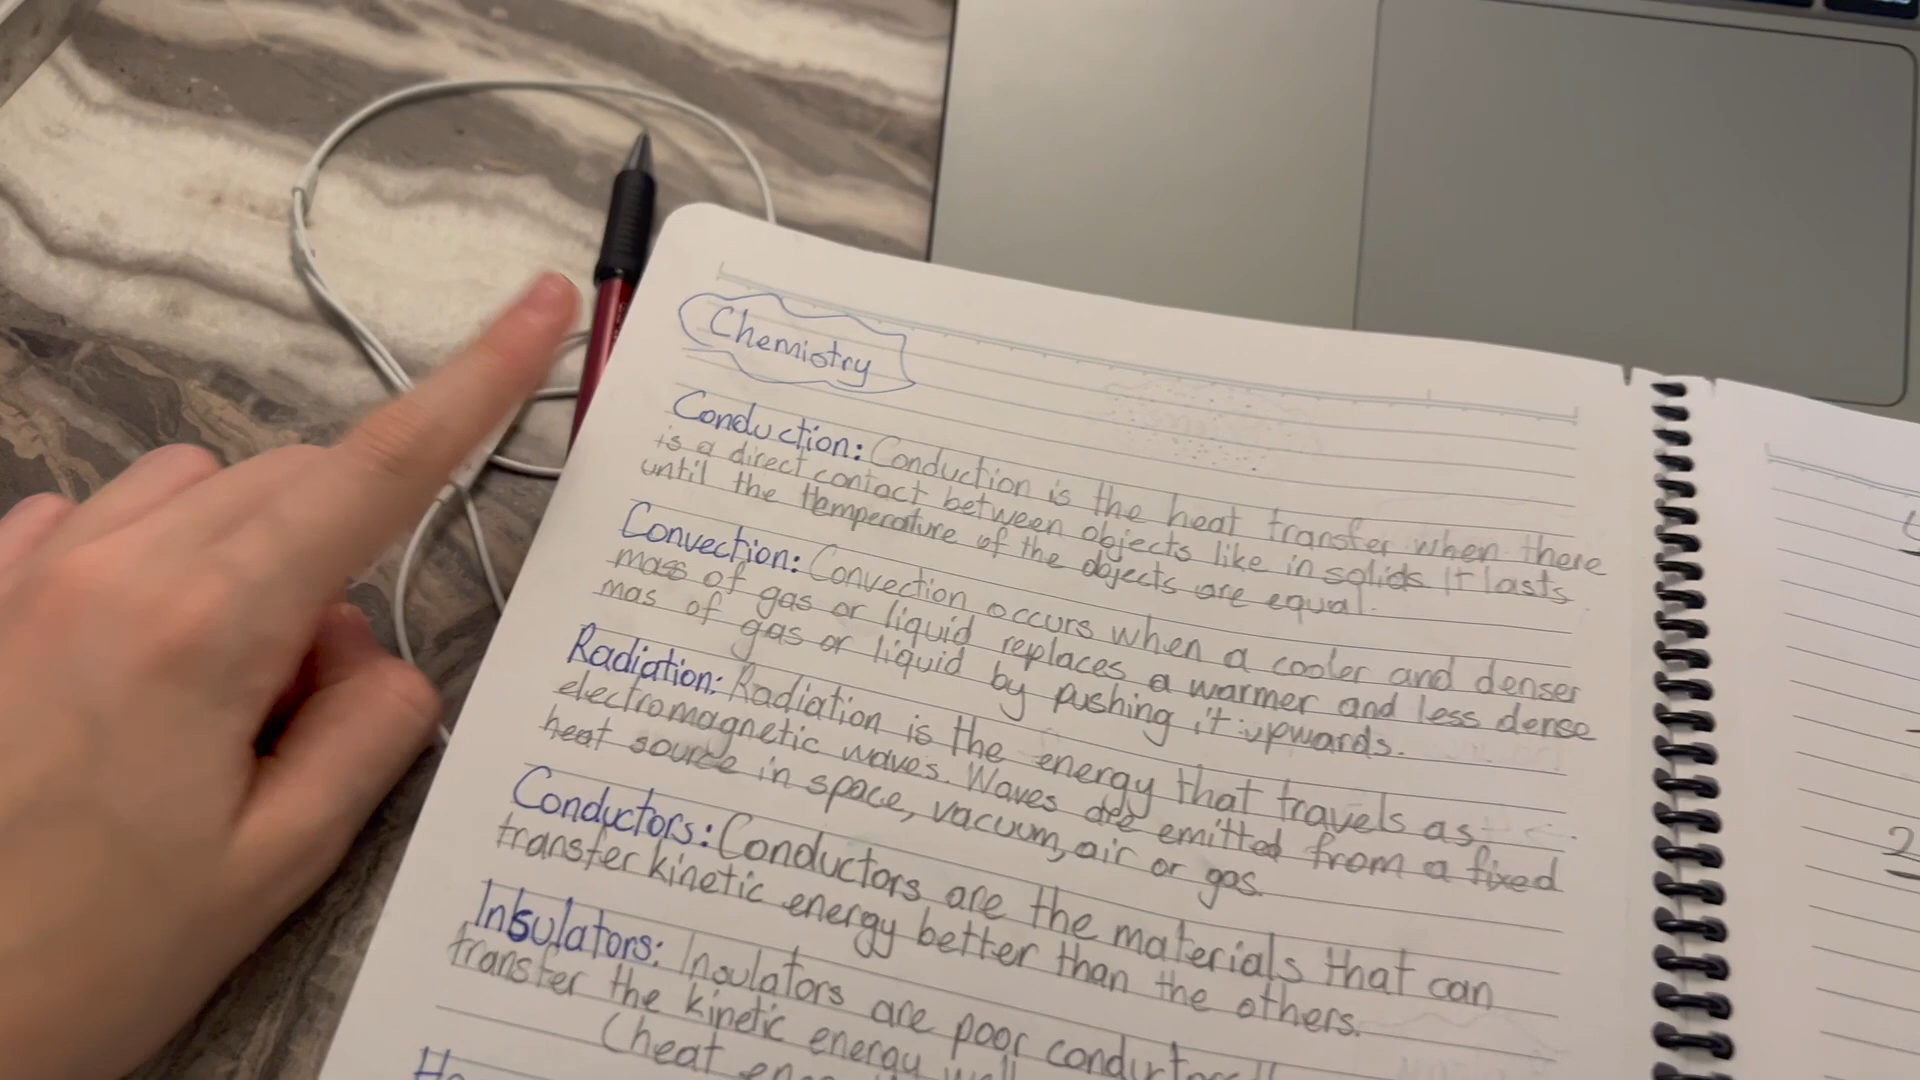 Chemistry
Conduction: Conduction is the heat transfer when there
is a direct contact between objects like in solids It lasts
until the temperature of the objects are equal.
Convection: Convection occurs when a cooler and denser
mass of gas or liquid replaces a warmer and less dense
mas of gas or liquid by pushing it upwards.
Radiation: Radiation is the energy that travels as
electromagnetic waves. Waves are emitted from a fixed
heat source in space, vacuum, air or gas.
Conductors: Conductors are the materials that can
transfer kinetic energy better than the others.
Insulators: Insulators are poor conductors
transfer the kinetic energy well
(heat
2